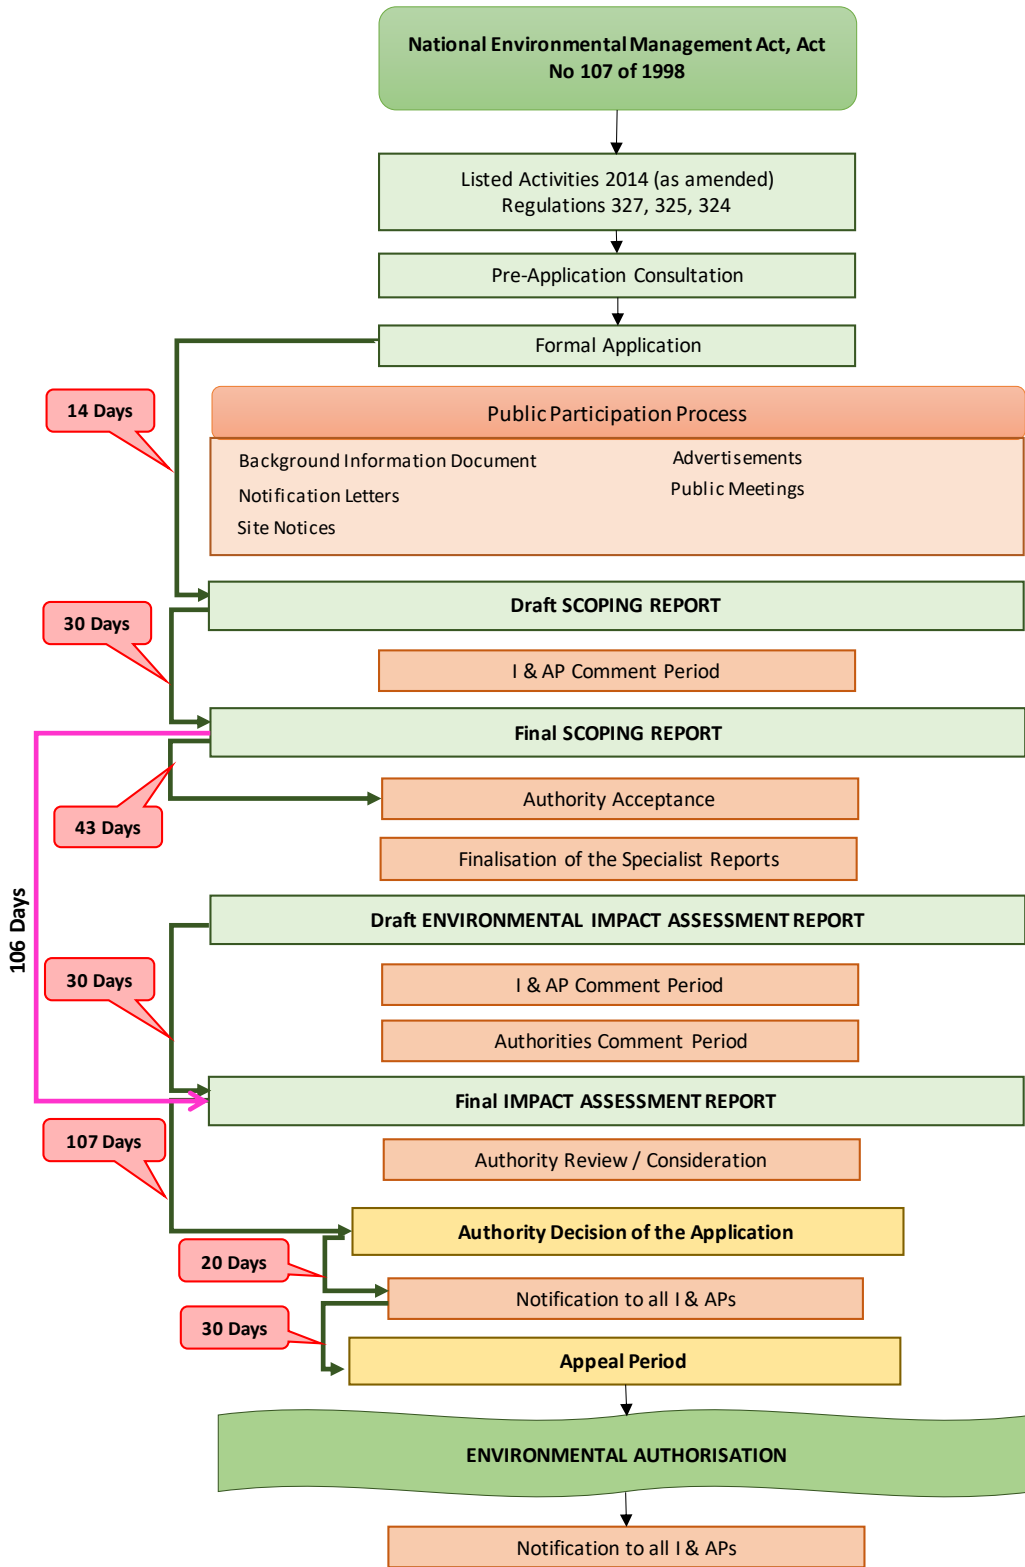 National Environmental Management Act, Act
No 107 of 1998
Listed Activities 2014 (as amended)
Regulations 327, 325, 324
Pre-Application Consultation
Formal Application
14 Days
Public Participation Process
Background Information Document
Advertisements
Notification Letters
Public Meetings
Site Notices
Draft SCOPING REPORT
30 Days
I & AP Comment Period
Final SCOPING REPORT
43 Days
Authority Acceptance
Finalisation of the Specialist Reports
106 Days
Draft ENVIRONMENTAL IMPACT ASSESSMENT REPORT
30 Days
I & AP Comment Period
Authorities Comment Period
Final IMPACT ASSESSMENT REPORT
107 Days
Authority Review / Consideration
Authority Decision of the Application
20 Days
Notification to all I & APs
30 Days
Appeal Period
ENVIRONMENTAL AUTHORISATION
Notification to all I & APs